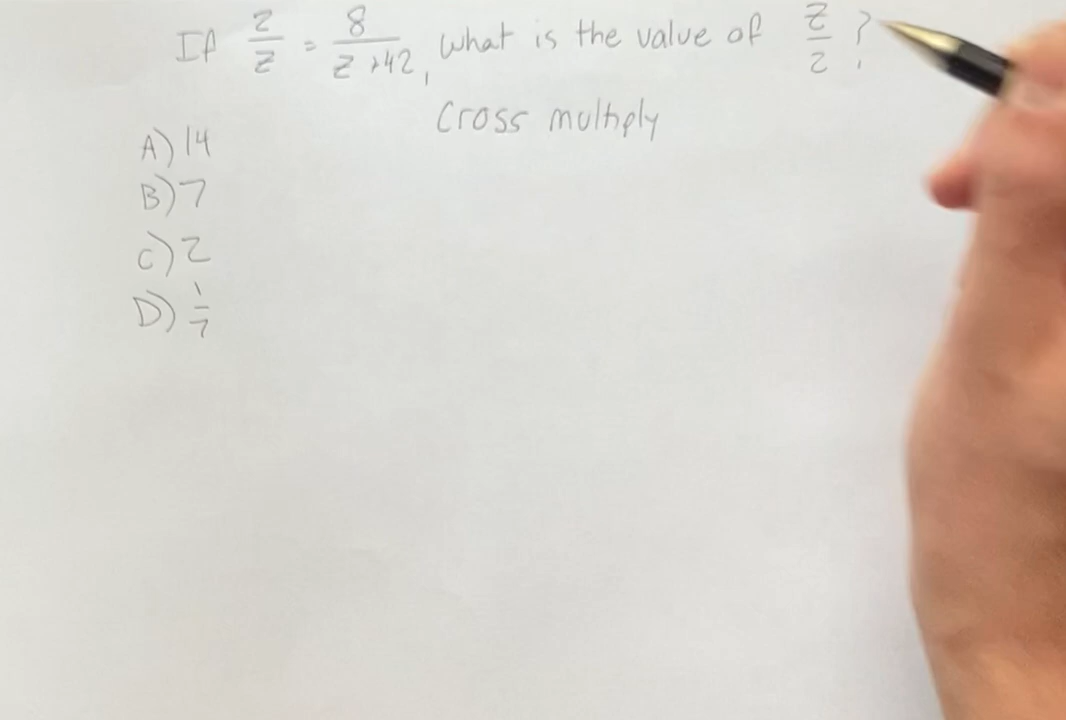 If 2/z = 8/z+42, what is the value of z/2?
Cross multiply
A) 14
B) 7
C) 2
D) 1/7